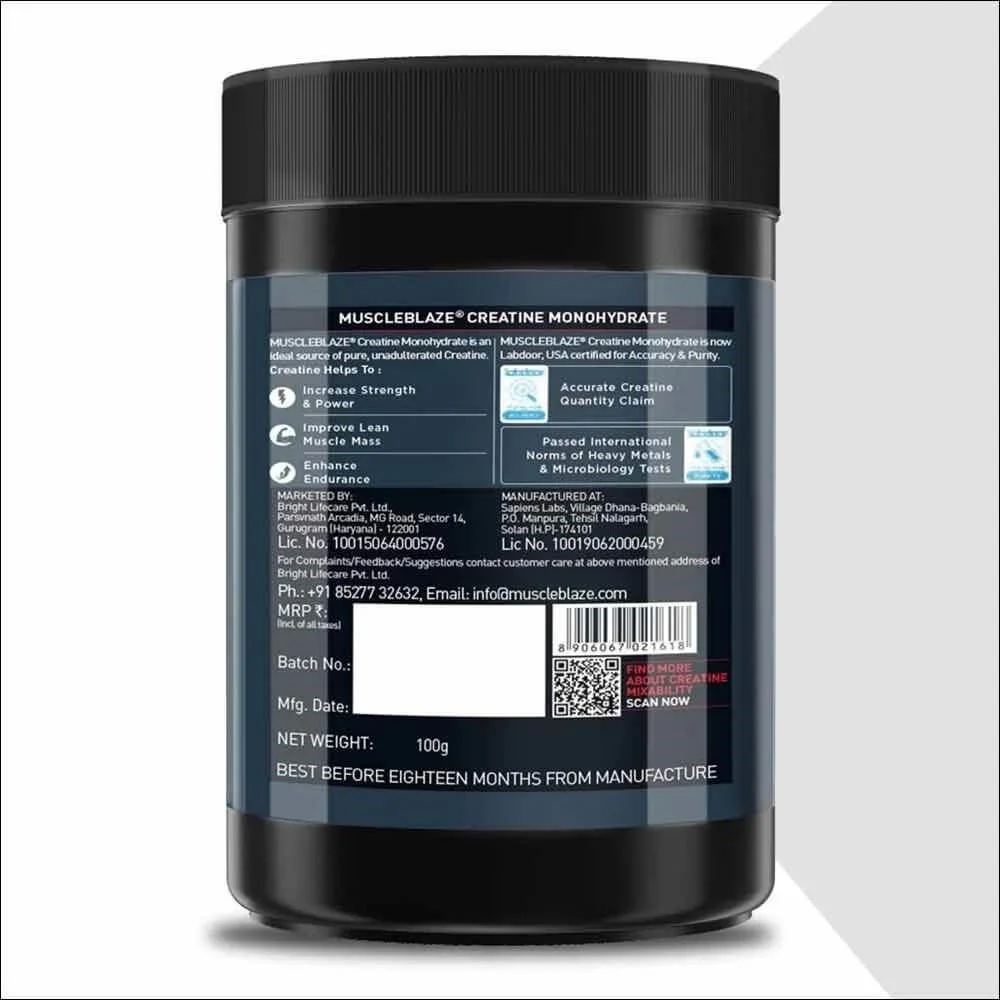 MUSCLEBLAZE® CREATINE MONOHYDRATE
MUSCLEBLAZE® Creatine Monohydrate is an
ideal source of pure, unadulterated Creatine.
Creatine Helps To :
Increase Strength
& Power
Improve Lean
Muscle Mass
Enhance
Endurance
MUSCLEBLAZE® Creatine Monohydrate is now
Labdoor, USA certified for Accuracy & Purity.
labdoor
Accurate Creatine
Quantity Claim
Passed International
Norms of Heavy Metals
& Microbiology Tests
labdoor
MARKETED BY:
Bright Lifecare Pvt. Ltd.,
Parsvnath Arcadia, MG Road, Sector 14,
Gurugram (Haryana) - 122001
Lic. No. 10015064000576
MANUFACTURED AT:
Sapiens Labs, Village Dhana-Bagbania,
P.O. Manpura, Tehsil Nalagarh,
Solan (H.P)-174101
Lic No. 10019062000459
For Complaints/Feedback/Suggestions contact customer care at above mentioned address of
Bright Lifecare Pvt. Ltd.
Ph.: +91 85277 32632, Email: info@muscleblaze.com
MRP ₹:
(Incl. of all taxes)
Batch No.:
Mfg. Date:
8 906067 021618
FIND MORE
ABOUT CREATINE
MIXABILITY
SCAN NOW
NET WEIGHT: 100g
BEST BEFORE EIGHTEEN MONTHS FROM MANUFACTURE